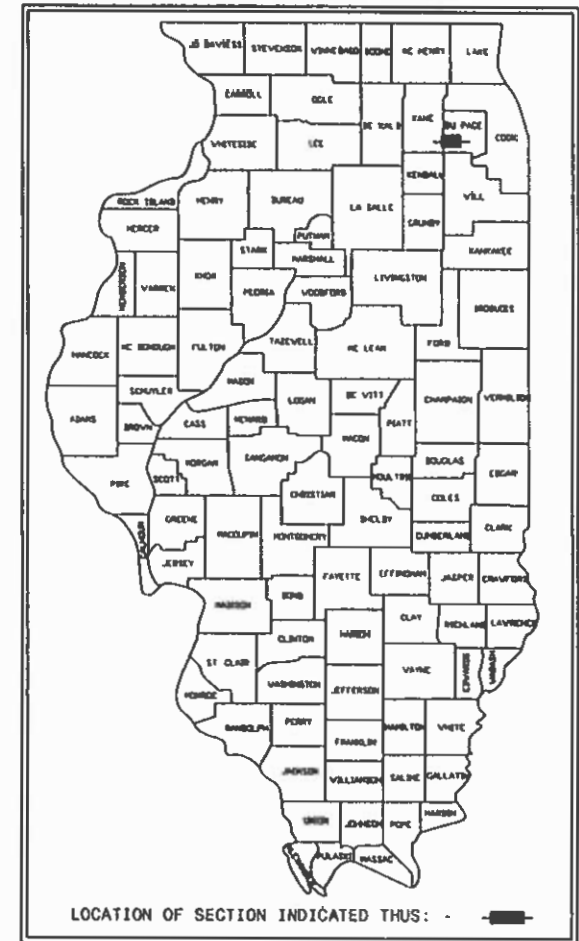 JO DAVIESS STEVENSON WINNEBAGO BOONE MC HENRY LAKE
CARROLL OGLE DE KALB KANE DU PAGE COOK
WHITESIDE LEE
KENDALL WILL
ROCK ISLAND HENRY BUREAU LA SALLE GRUNDY
MERCER PUTNAM KANKAKEE
STARK MARSHALL
HENDERSON WARREN KNOX PEORIA WOODFORD LIVINGSTON IROQUOIS
HANCOCK MC DONOUGH FULTON TAZEWELL MC LEAN FORD
SCHUYLER MASON LOGAN DE WITT CHAMPAIGN VERMILION
ADAMS BROWN CASS MENARD MACON PIATT
PIKE SCOTT MORGAN SANGAMON CHRISTIAN MOULTRIE DOUGLAS EDGAR
COLES
CALHOUN GREENE MACOUPIN MONTGOMERY SHELBY CUMBERLAND CLARK
JERSEY FAYETTE EFFINGHAM JASPER CRAWFORD
MADISON BOND CLAY RICHLAND LAWRENCE
CLINTON MARION
ST CLAIR WAYNE EDWARDS WABASH
MONROE WASHINGTON JEFFERSON
RANDOLPH PERRY HAMILTON WHITE
FRANKLIN
JACKSON WILLIAMSON SALINE GALLATIN
UNION JOHNSON POPE HARDIN
PULASKI MASSAC
LOCATION OF SECTION INDICATED THUS: -